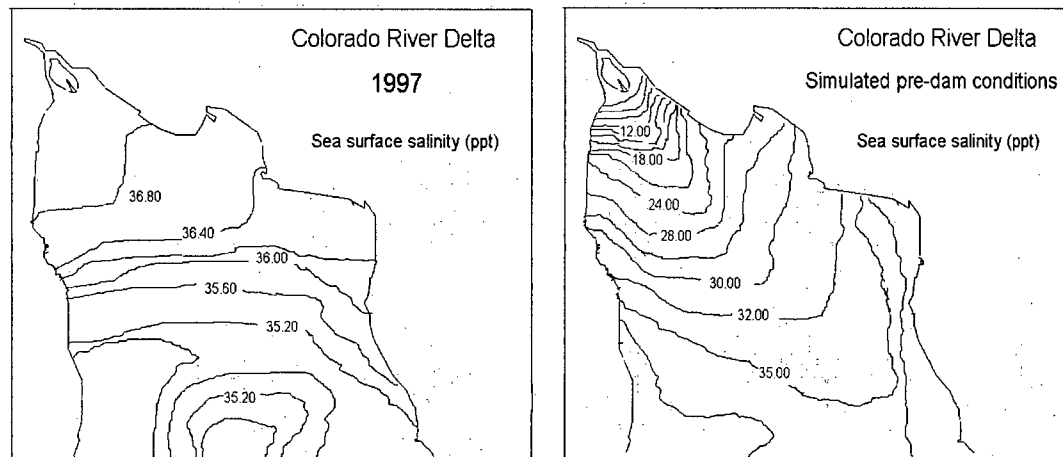 Colorado River Delta
1997
Sea surface salinity (ppt)
36.80
36.40
36.00
35.60
35.20
35.20
Colorado River Delta
Simulated pre-dam conditions
Sea surface salinity (ppt)
12.00
18.00
24.00
28.00
30.00
32.00
35.00